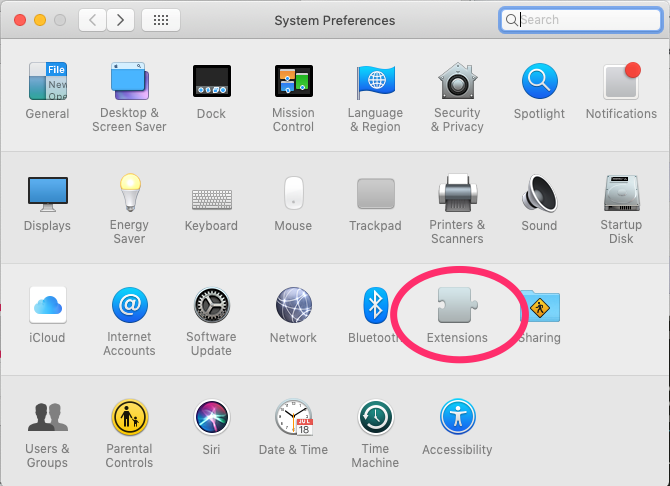 System Preferences
Search
File
New
Ope
General
Desktop &
Screen Saver
Dock
Mission
Control
Language
& Region
Security
& Privacy
Spotlight
Notifications
Displays
Energy
Saver
Keyboard
Mouse
Trackpad
Printers &
Scanners
Sound
Startup
Disk
iCloud
@
Internet
Accounts
Software
Update
Network
Bluetooth
Extensions
Sharing
Users &
Groups
Parental
Controls
Siri
JUL
18
Date & Time
Time
Machine
Accessibility